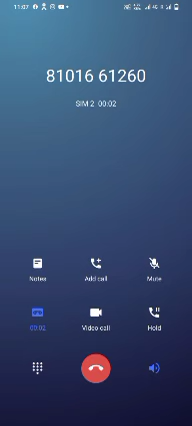 11:07
81016 61260
SIM 2 00:02
Notes
Add call
Mute
00:02
Video call
Hold